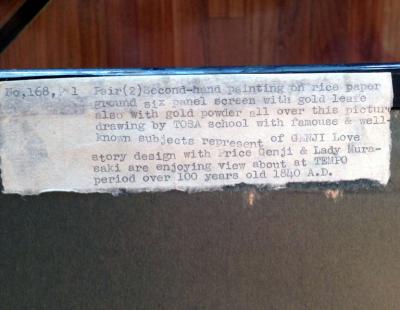 No,168, 1 Pair(2)Second-hand painting on rice paper
ground six panel screen with gold leafe
also with gold powder all over this picture
drawing by TOSA school with famouse & well-
known subjects represent of GANJI Love
story design with Price Genji & Lady Mura-
saki are enjoying view about at TEMPO
period over 100 years old 1840 A.D.